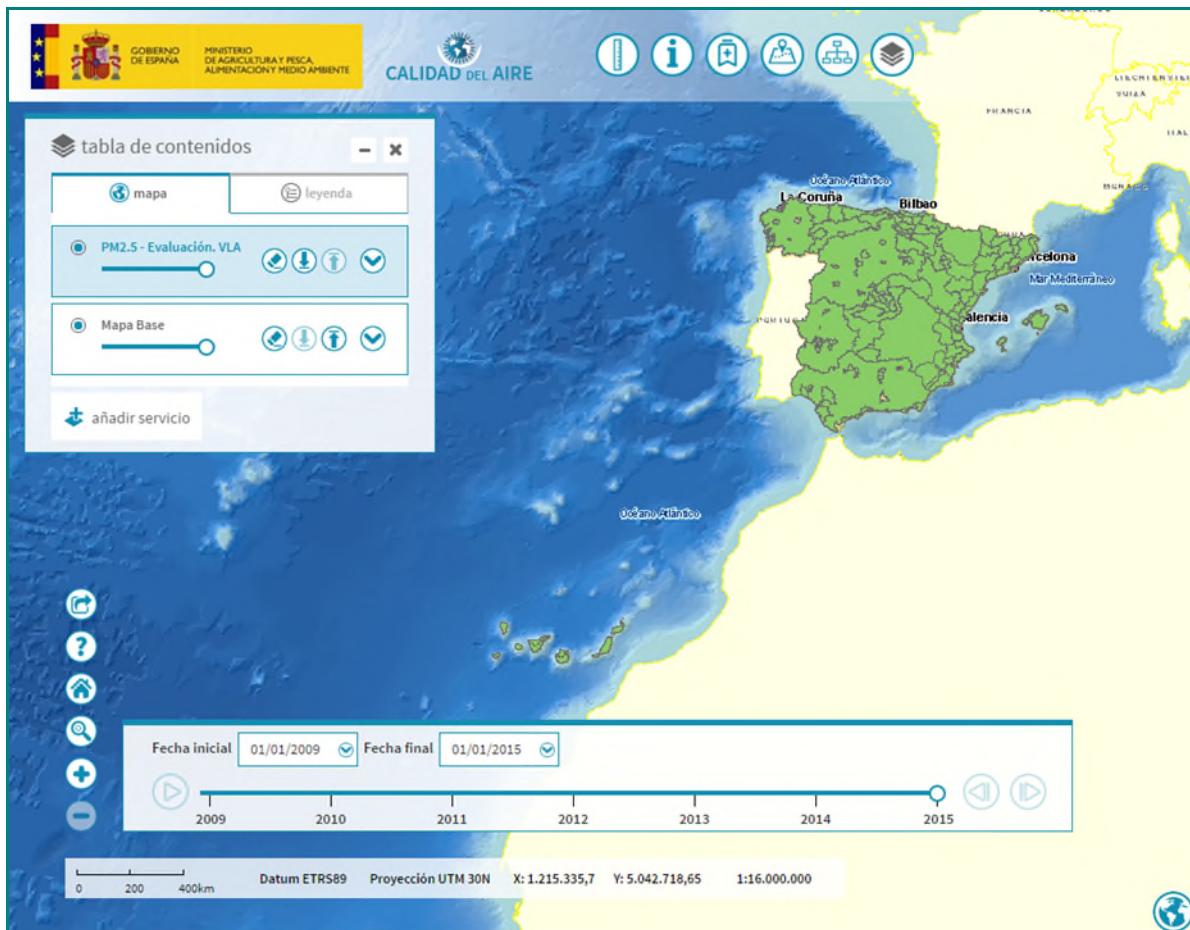 GOBIERNO
DE ESPAÑA
MINISTERIO
DE AGRICULTURA Y PESCA,
ALIMENTACIÓN Y MEDIO AMBIENTE
CALIDAD DEL AIRE
LIECHTENSTEIN
SUIZA
FRANCIA
tabla de contenidos
mapa
leyenda
PM2.5 - Evaluación. VLA
Mapa Base
añadir servicio
Océano Atlántico
La Coruña
Bilbao
rcelona
Mar Mediterráneo
alencia
Océano Atlántico
Fecha inicial 01/01/2009 Fecha final 01/01/2015
2009 2010 2011 2012 2013 2014 2015
0 200 400km Datum ETRS89 Proyección UTM 30N X: 1.215.335,7 Y: 5.042.718,65 1:16.000.000